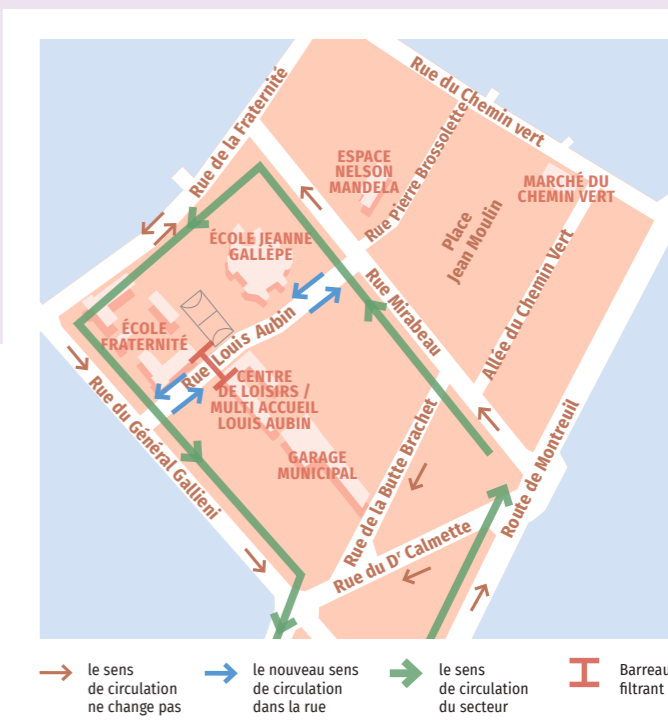 Rue de la Fraternité
Rue du Chemin vert
ESPACE
NELSON
MANDELA
Rue Pierre Brossolette
MARCHÉ DU
CHEMIN VERT
Place
Jean Moulin
ÉCOLE JEANNE
GALLÈPE
Rue Mirabeau
Allée du Chemin Vert
ÉCOLE
FRATERNITÉ
Rue Louis Aubin
CENTRE
DE LOISIRS /
MULTI ACCUEIL
LOUIS AUBIN
GARAGE
MUNICIPAL
Rue du Général Gallieni
Rue de la Butte Brachet
Rue du Dr Calmette
Route de Montreuil
le sens
de circulation
ne change pas
le nouveau sens
de circulation
dans la rue
le sens
de circulation
du secteur
Barreau
filtrant